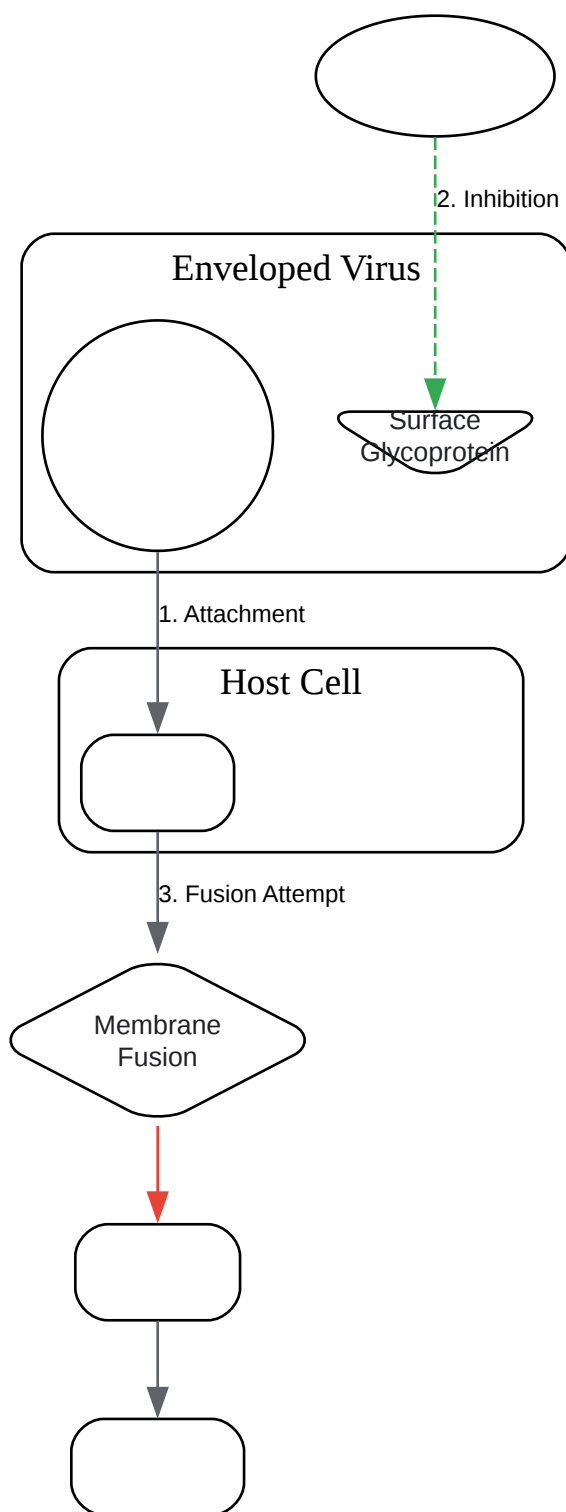 2. Inhibition
Enveloped Virus
Surface
Glycoprotein
1. Attachment
Host Cell
3. Fusion Attempt
Membrane
Fusion